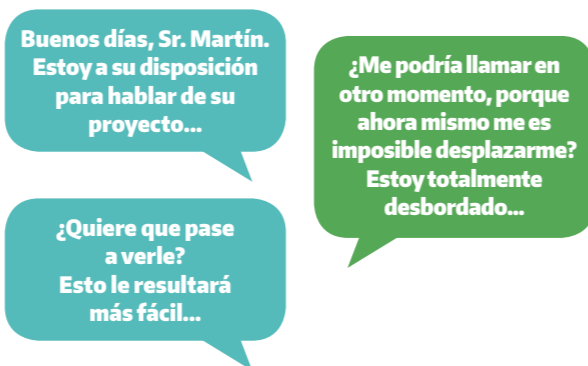 Buenos días, Sr. Martín.
Estoy a su disposición
para hablar de su
proyecto...
¿Me podría llamar en
otro momento, porque
ahora mismo me es
imposible desplazarme?
Estoy totalmente
desbordado...
¿Quiere que pase
a verle?
Esto le resultará
más fácil...